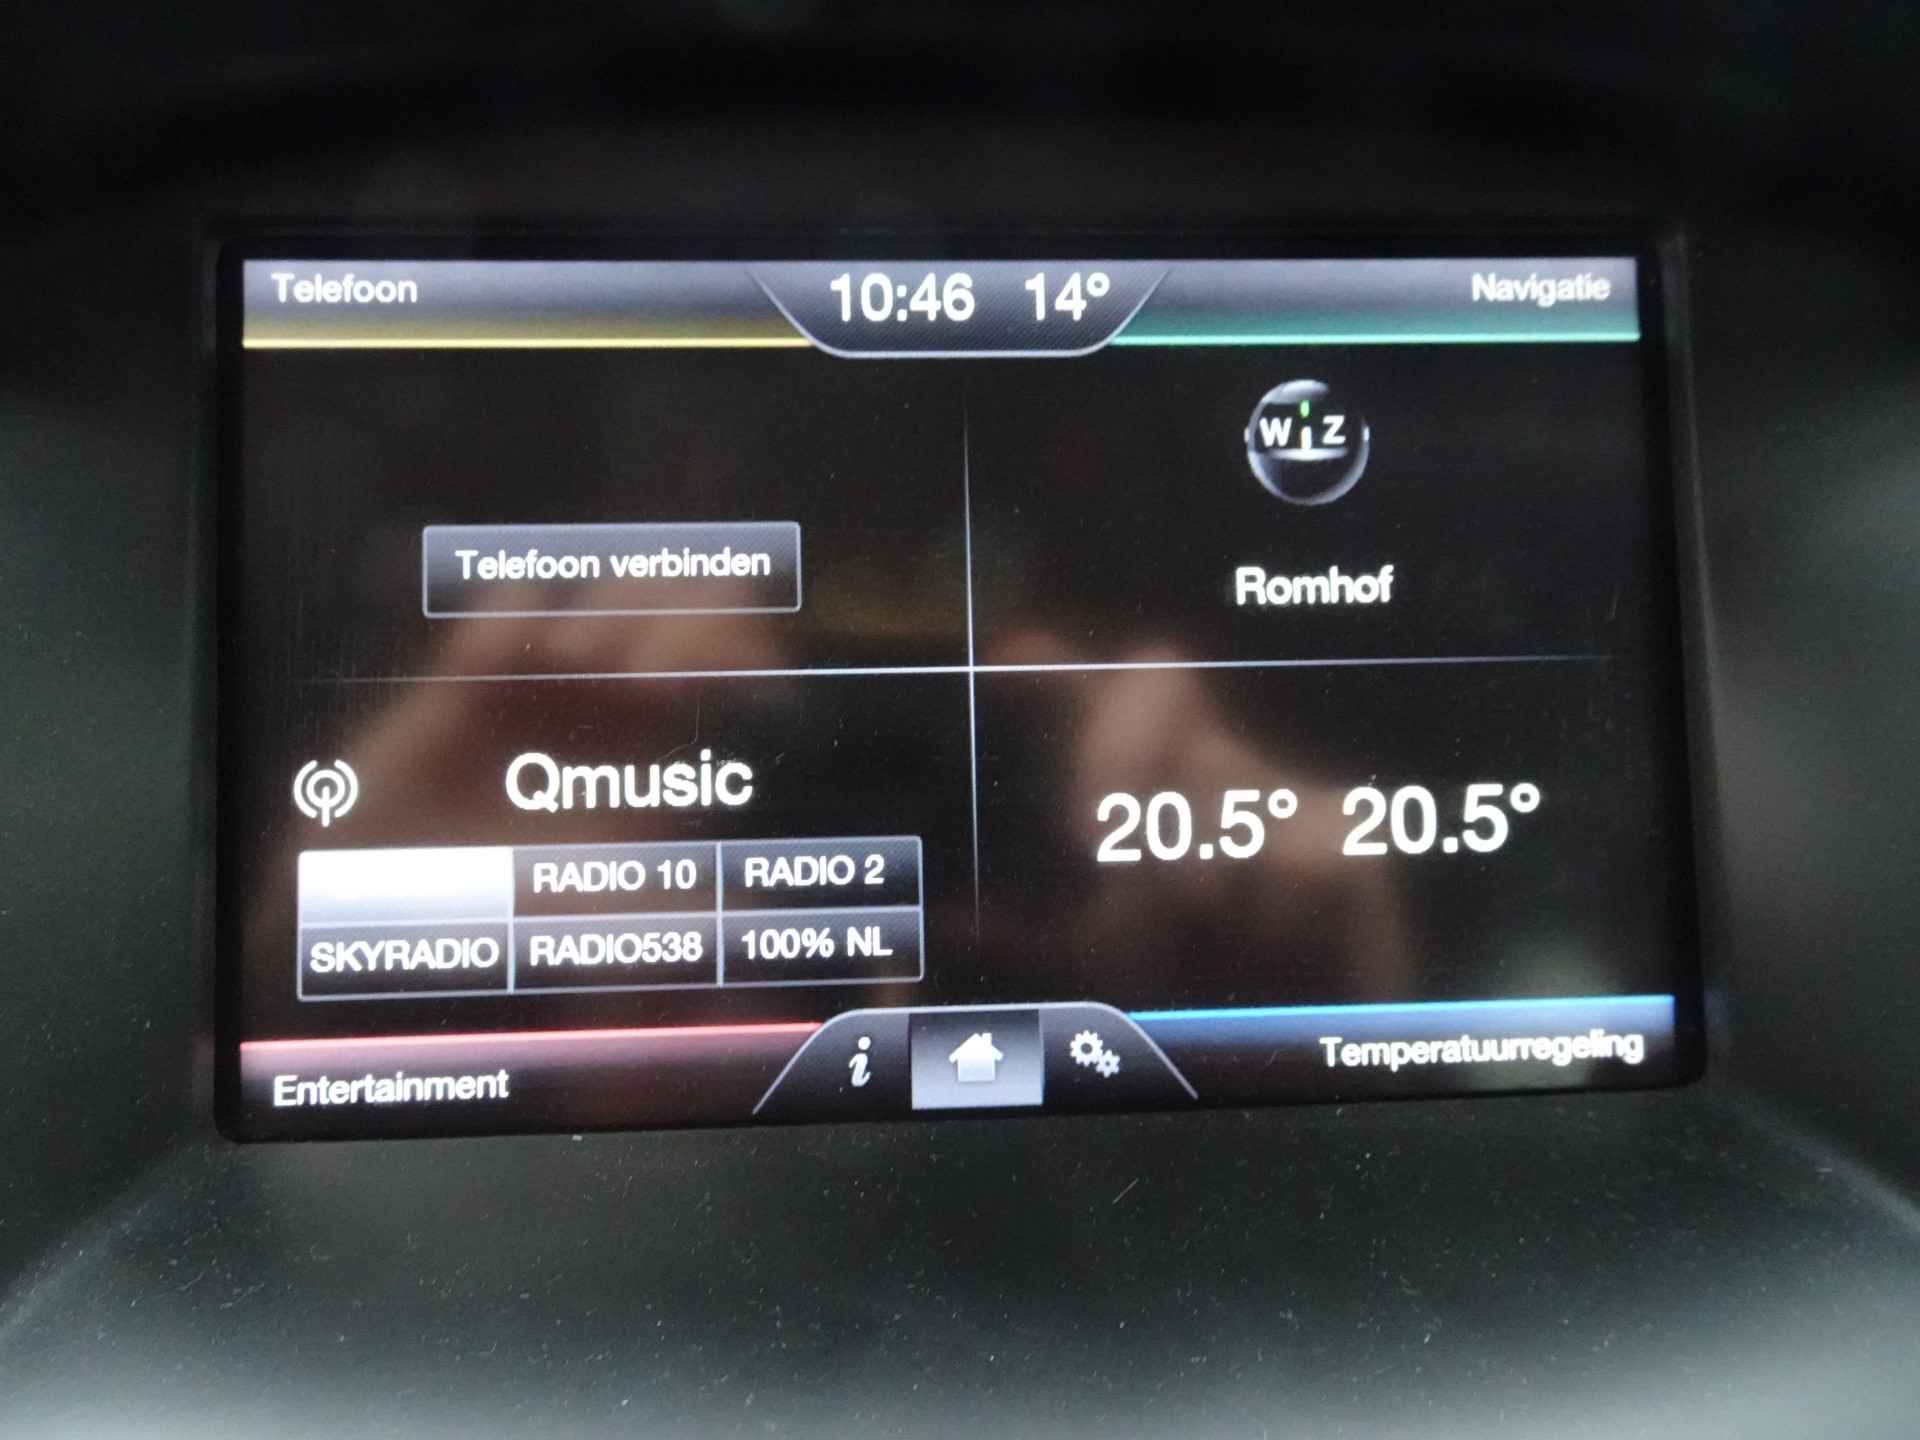 Telefoon
10:46 14°
Navigatie
W Z
Telefoon verbinden
Romhof
Qmusic
20.5° 20.5°
RADIO 10
RADIO 2
SKYRADIO
RADIO538
100% NL
i
Entertainment
Temperatuurregeling